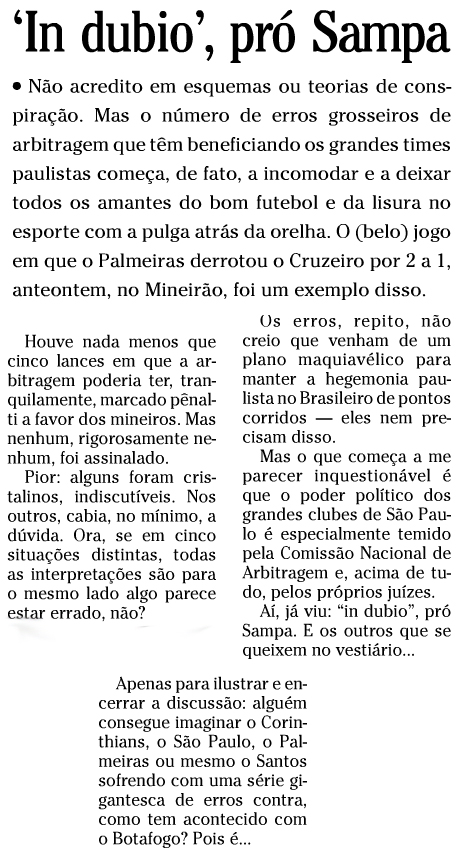 ‘In dubio’, pró Sampa
● Não acredito em esquemas ou teorias de cons-
piração. Mas o número de erros grosseiros de
arbitragem que têm beneficiando os grandes times
paulistas começa, de fato, a incomodar e a deixar
todos os amantes do bom futebol e da lisura no
esporte com a pulga atrás da orelha. O (belo) jogo
em que o Palmeiras derrotou o Cruzeiro por 2 a 1,
anteontem, no Mineirão, foi um exemplo disso.
Houve nada menos que
cinco lances em que a ar-
bitragem poderia ter, tran-
quilamente, marcado pênal-
ti a favor dos mineiros. Mas
nenhum, rigorosamente ne-
nhum, foi assinalado.
Pior: alguns foram cris-
talinos, indiscutíveis. Nos
outros, cabia, no mínimo, a
dúvida. Ora, se em cinco
situações distintas, todas
as interpretações são para
o mesmo lado algo parece
estar errado, não?
Os erros, repito, não
creio que venham de um
plano maquiavélico para
manter a hegemonia pau-
lista no Brasileiro de pontos
corridos — eles nem pre-
cisam disso.
Mas o que começa a me
parecer inquestionável é
que o poder político dos
grandes clubes de São Pau-
lo é especialmente temido
pela Comissão Nacional de
Arbitragem e, acima de tu-
do, pelos próprios juízes.
Aí, já viu: “in dubio”, pró
Sampa. E os outros que se
queixem no vestiário...
Apenas para ilustrar e en-
cerrar a discussão: alguém
consegue imaginar o Corin-
thians, o São Paulo, o Pal-
meiras ou mesmo o Santos
sofrendo com uma série gi-
gantesca de erros contra,
como tem acontecido com
o Botafogo? Pois é...